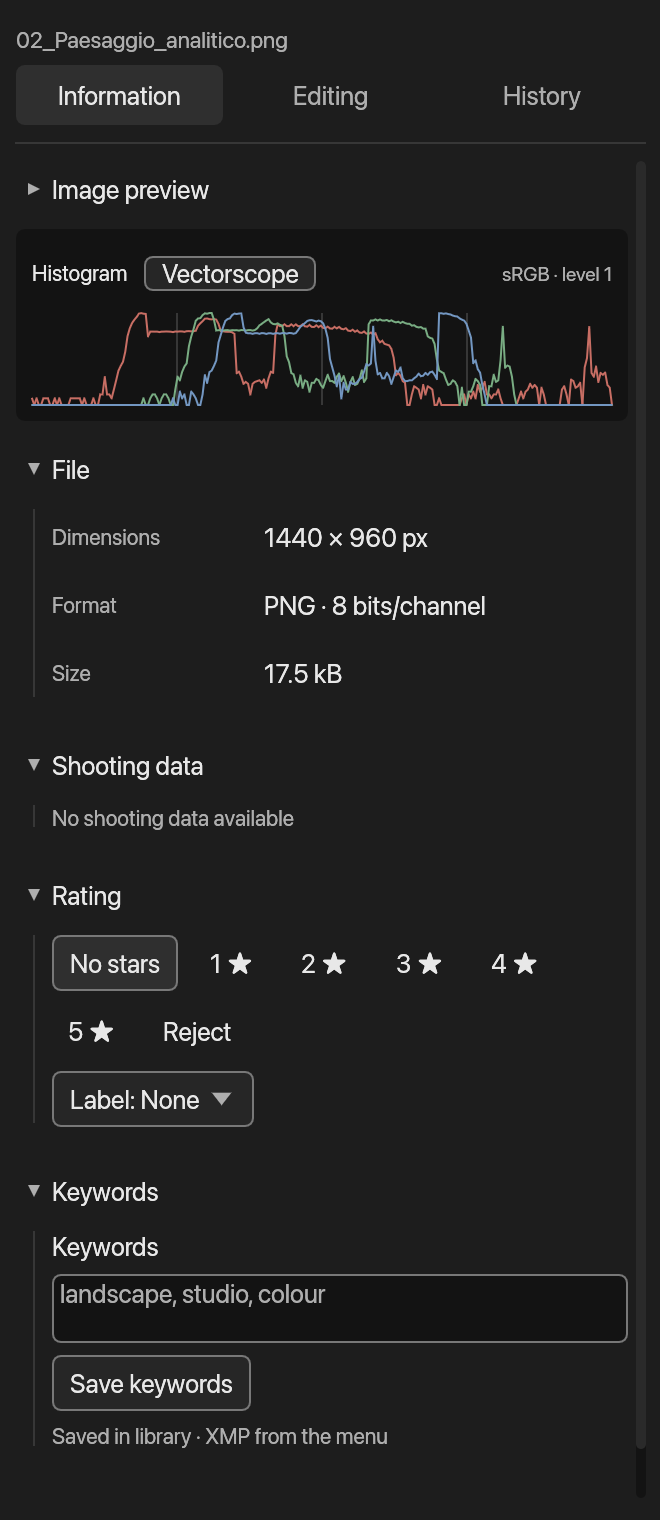 02_Paesaggio_analitico.png
Information Editing History
Image preview
Histogram Vectorscope sRGB · level 1
File
Dimensions 1440 × 960 px
Format PNG · 8 bits/channel
Size 17.5 kB
Shooting data
No shooting data available
Rating
No stars 1 ★ 2 ★ 3 ★ 4 ★
5 ★ Reject
Label: None
Keywords
Keywords
landscape, studio, colour
Save keywords
Saved in library · XMP from the menu